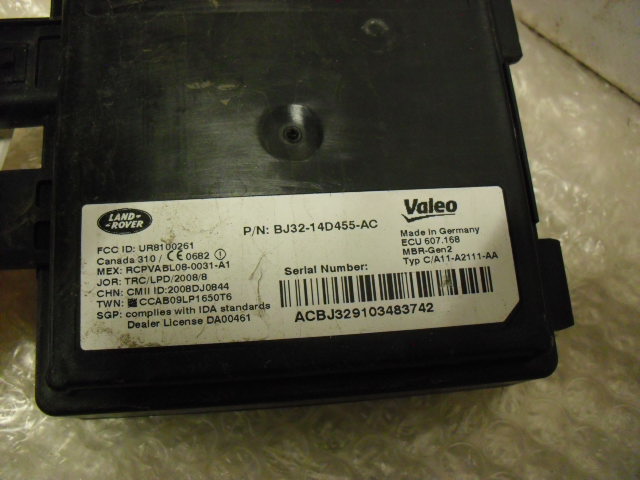 LAND-
ROVER
P/N: BJ32-14D455-AC
Valeo
FCC ID: UR8100261
Canada 310 / CE0682 !
MEX: RCPVABL08-0031-A1
JOR: TRC/LPD/2008/8
CHN: CMII ID:2008DJ0844
TWN: CCAB09LP1650T6
SGP: complies with IDA standards
Dealer License DA00461
Made in Germany
ECU 607.168
MBR-Gen2
Typ C/A11-A2111-AA
Serial Number:
ACBJ329103483742